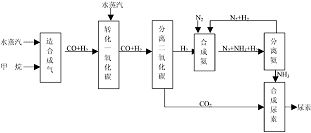 水蒸汽
水蒸汽
甲 烷
造合成气
CO+H₂
转化一氧化碳
CO+H₂
分离二氧化碳
H₂
N₂
合成氨
N₂+H₂
N₂+NH₃+H₂
分离氨
NH₃
CO₂
合成尿素
尿素